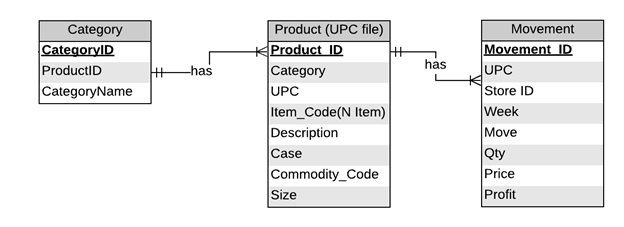 Category
CategoryID
ProductID
CategoryName
has
Product (UPC file)
Product_ID
Category
UPC
Item_Code(N Item)
Description
Case
Commodity_Code
Size
has
Movement
Movement_ID
UPC
Store ID
Week
Move
Qty
Price
Profit